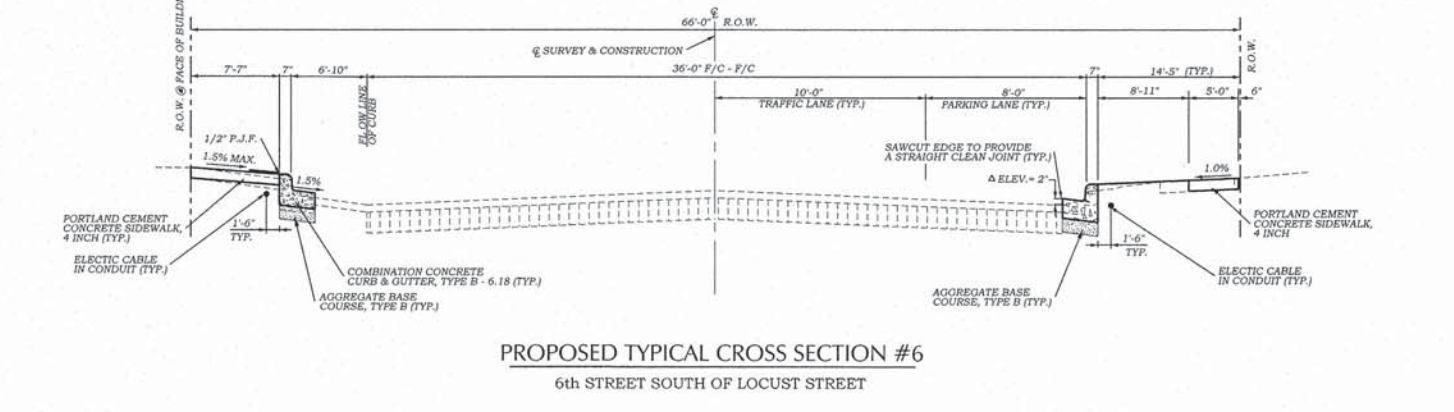 ℄
66'-0" R.O.W.
R.O.W. @ FACE OF
℄ SURVEY & CONSTRUCTION
R.O.W.
7'-7" 7" 6'-10" 36'-0" F/C - F/C 7" 14'-5" (TYP.)
10'-0" 8'-0" 8'-11" 5'-0" 6"
TRAFFIC LANE (TYP.) PARKING LANE (TYP.)
FLOW LINE
OF CURB
1/2" P.J.F.
1.5% MAX.
1.5%
SAWCUT EDGE TO PROVIDE
A STRAIGHT CLEAN JOINT (TYP.)
Δ ELEV.= 2"
1.0%
PORTLAND CEMENT
CONCRETE SIDEWALK,
4 INCH (TYP.)
1'-6"
TYP.
ELECTIC CABLE
IN CONDUIT (TYP.)
COMBINATION CONCRETE
CURB & GUTTER, TYPE B - 6.18 (TYP.)
AGGREGATE BASE
COURSE, TYPE B (TYP.)
AGGREGATE BASE
COURSE, TYPE B (TYP.)
1'-6"
TYP.
PORTLAND CEMENT
CONCRETE SIDEWALK,
4 INCH
ELECTIC CABLE
IN CONDUIT (TYP.)
PROPOSED TYPICAL CROSS SECTION #6
6th STREET SOUTH OF LOCUST STREET